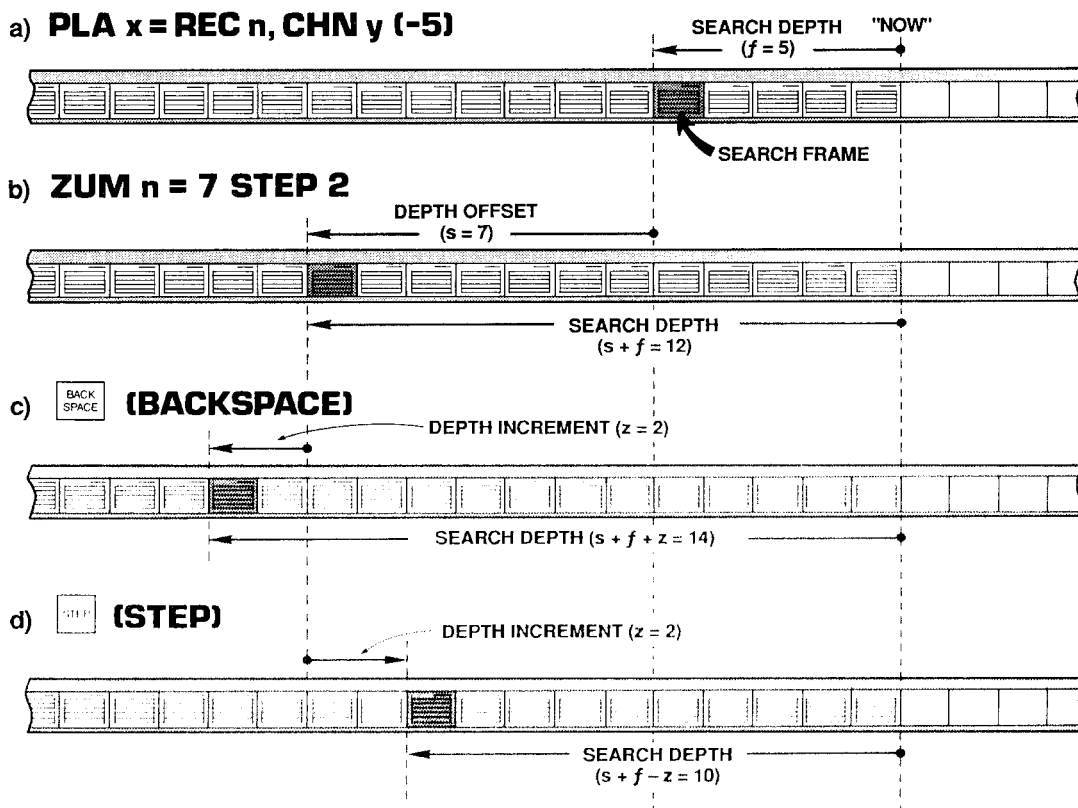 a) PLA x = REC n, CHN y (-5)
SEARCH DEPTH
(f = 5)
"NOW"
SEARCH FRAME
b) ZUM n = 7 STEP 2
DEPTH OFFSET
(s = 7)
SEARCH DEPTH
(s + f = 12)
c) BACK
SPACE
(BACKSPACE)
DEPTH INCREMENT (z = 2)
SEARCH DEPTH (s + f + z = 14)
d) STEP (STEP)
DEPTH INCREMENT (z = 2)
SEARCH DEPTH
(s + f - z = 10)